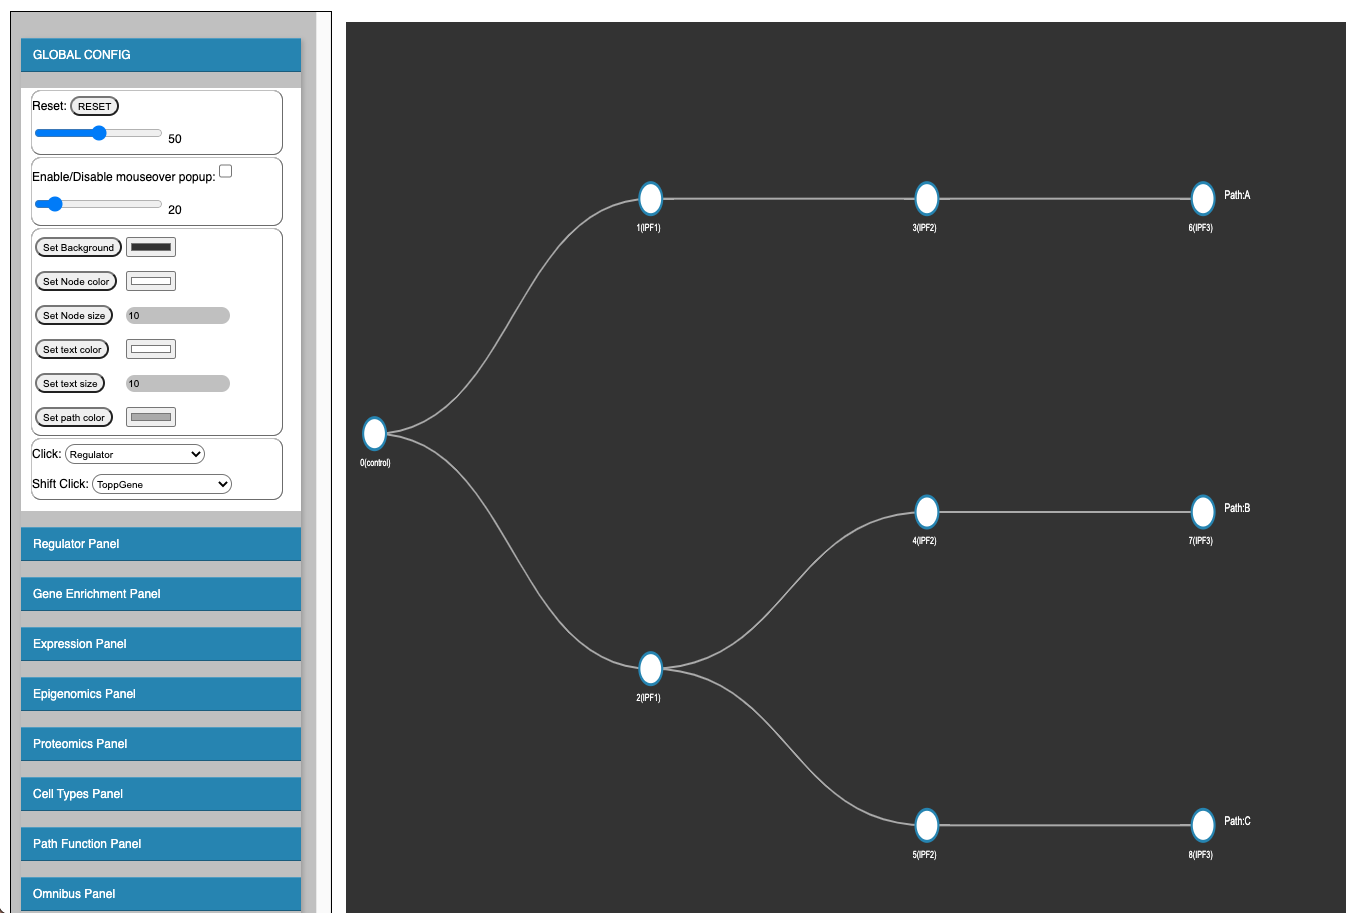 GLOBAL CONFIG
Reset: RESET
50
Enable/Disable mouseover popup:
20
Set Background
Set Node color
Set Node size 10
Set text color
Set text size 10
Set path color
Click: Regulator
Shift Click: ToppGene
Regulator Panel
Gene Enrichment Panel
Expression Panel
Epigenomics Panel
Proteomics Panel
Cell Types Panel
Path Function Panel
Omnibus Panel
Path:A
1(IPF1)
3(IPF2)
6(IPF3)
0(control)
Path:B
4(IPF2)
7(IPF3)
2(IPF1)
Path:C
5(IPF2)
8(IPF3)